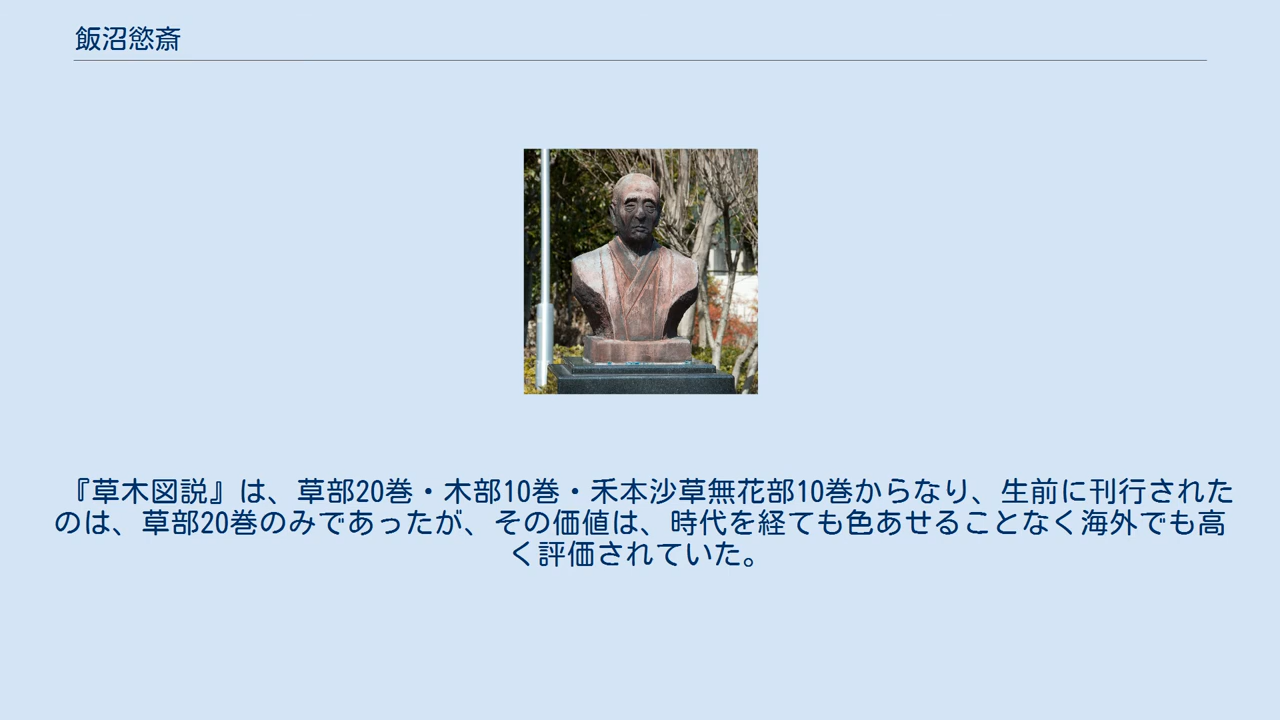 飯沼慾斎
『草木図説』は、草部20巻・木部10巻・禾本沙草無花部10巻からなり、生前に刊行された
のは、草部20巻のみであったが、その価値は、時代を経ても色あせることなく海外でも高
く評価されていた。